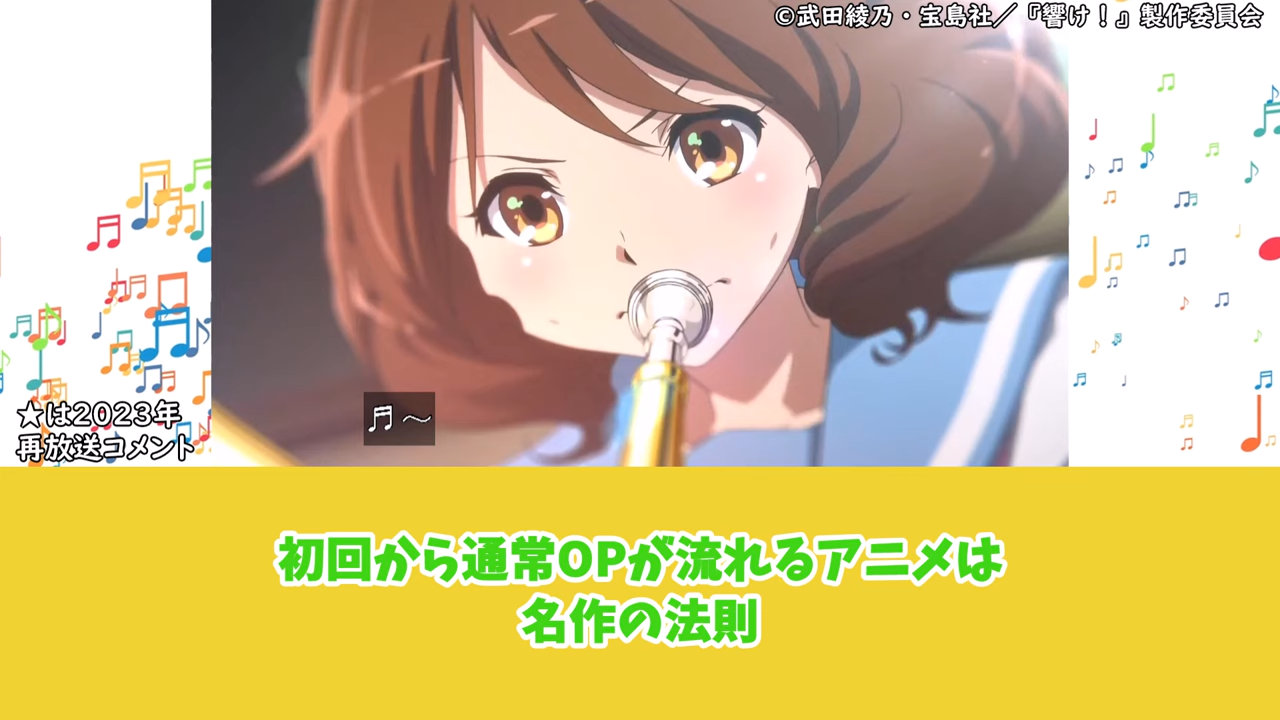 ©武田綾乃・宝島社／『響け！』製作委員会
★は2023年
再放送コメント
♬～
初回から通常OPが流れるアニメは
名作の法則